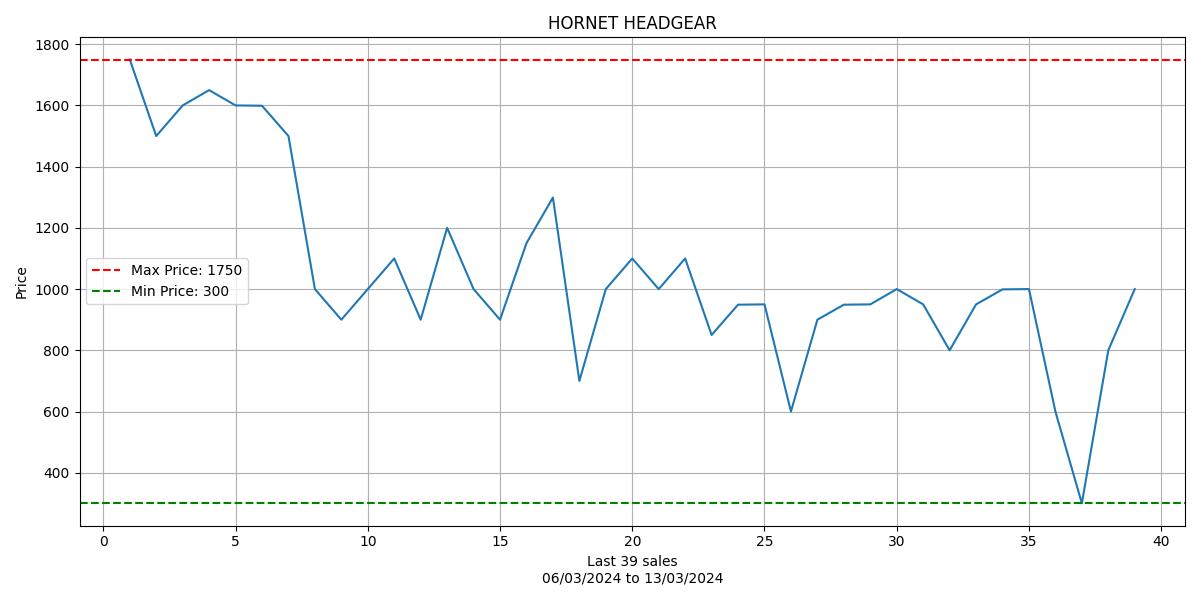 HORNET HEADGEAR
Price
1800
1600
1400
1200
1000
800
600
400
Max Price: 1750
Min Price: 300
0 5 10 15 20 25 30 35 40
Last 39 sales
06/03/2024 to 13/03/2024